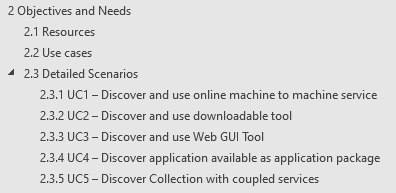 2 Objectives and Needs
2.1 Resources
2.2 Use cases
2.3 Detailed Scenarios
2.3.1 UC1 – Discover and use online machine to machine service
2.3.2 UC2 – Discover and use downloadable tool
2.3.3 UC3 – Discover and use Web GUI Tool
2.3.4 UC4 – Discover application available as application package
2.3.5 UC5 – Discover Collection with coupled services